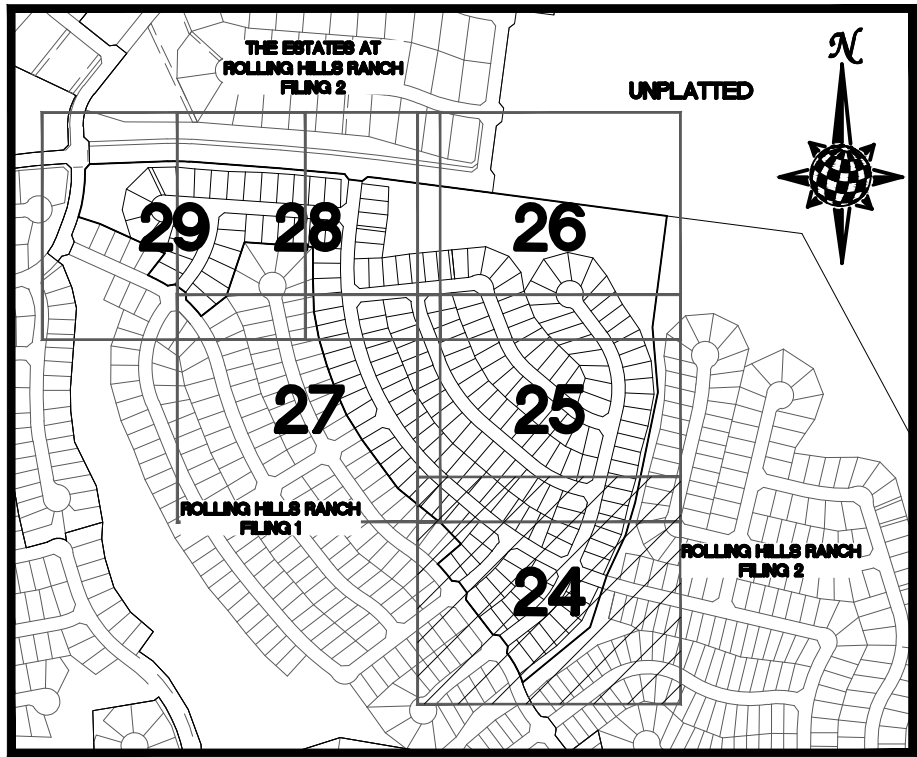 THE ESTATES AT
ROLLING HILLS RANCH
FILING 2
N
UNPLATTED
29
28
26
27
25
ROLLING HILLS RANCH
FILING 1
24
ROLLING HILLS RANCH
FILING 2